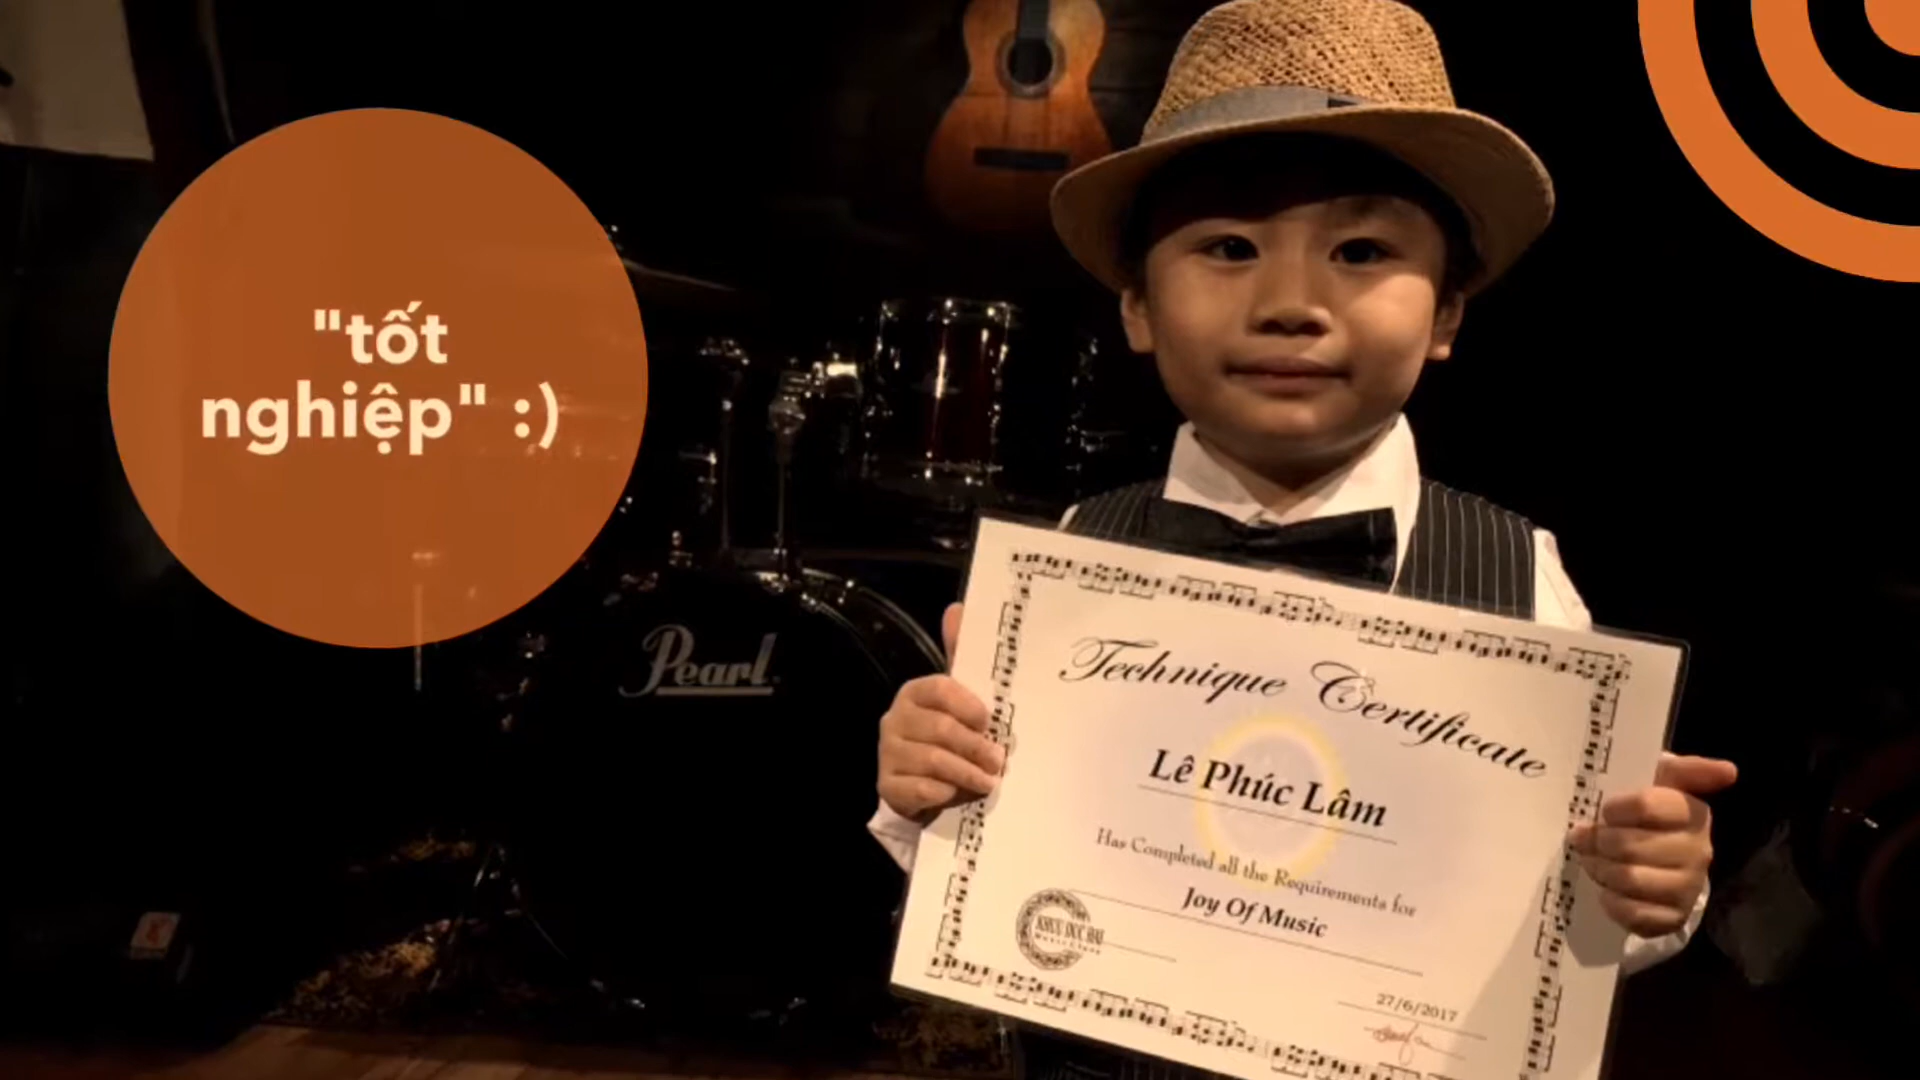 "tốt
nghiệp" :)
Pearl
Technique Certificate
Lê Phúc Lâm
Has Completed all the Requirements for
Joy Of Music
27/6/2017